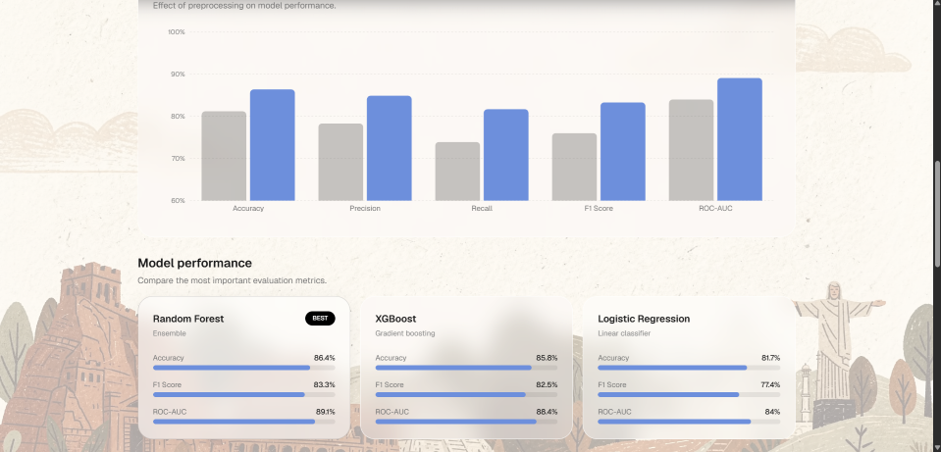 Effect of preprocessing on model performance.
100%
90%
80%
70%
60%
Accuracy Precision Recall F1 Score ROC-AUC
Model performance
Compare the most important evaluation metrics.
Random Forest BEST
Ensemble
Accuracy 86.4%
F1 Score 83.3%
ROC-AUC 89.1%
XGBoost
Gradient boosting
Accuracy 85.8%
F1 Score 82.5%
ROC-AUC 88.4%
Logistic Regression
Linear classifier
Accuracy 81.7%
F1 Score 77.4%
ROC-AUC 84%